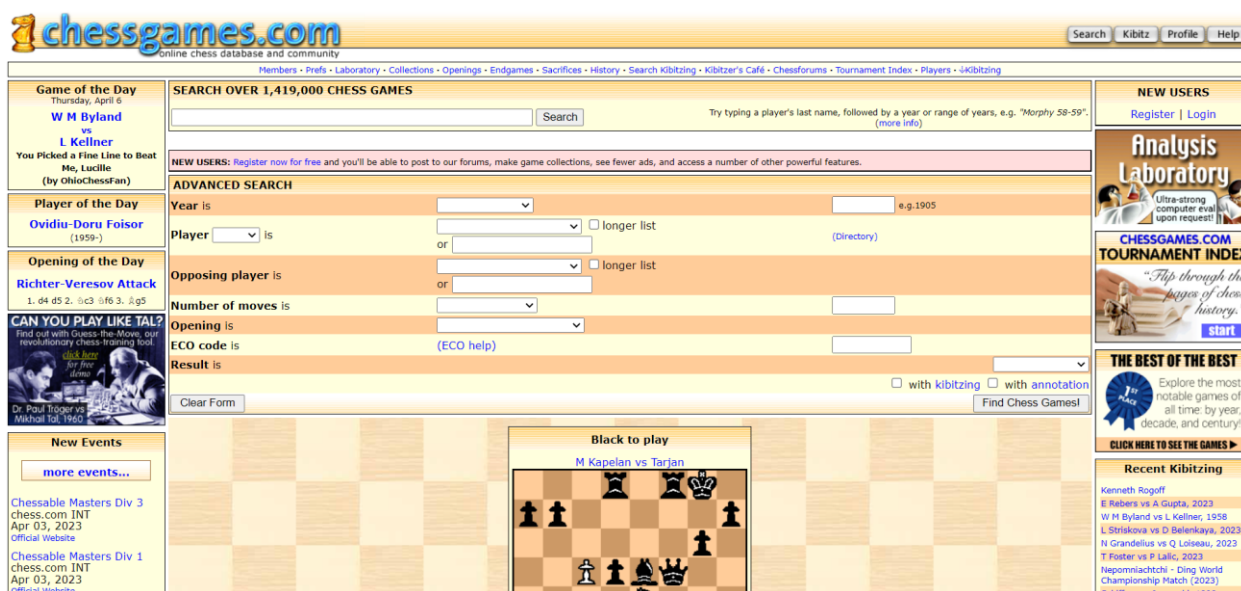 chessgames.com
online chess database and community
Search Kibitz Profile Help
Members · Prefs · Laboratory · Collections · Openings · Endgames · Sacrifices · History · Search Kibitzing · Kibitzer's Café · Chessforums · Tournament Index · Players · ↓Kibitzing
Game of the Day
Thursday, April 6
W M Byland
vs
L Kellner
You Picked a Fine Line to Beat
Me, Lucille
(by OhioChessFan)
Player of the Day
Ovidiu-Doru Foisor
(1959-)
Opening of the Day
Richter-Veresov Attack
1. d4 d5 2. ♘c3 ♘f6 3. ♗g5
CAN YOU PLAY LIKE TAL?
Find out with Guess-the-Move, our
revolutionary chess-training tool.
click here
for free
demo
Dr. Paul Troger vs
Mikhail Tal, 1960
New Events
more events...
Chessable Masters Div 3
chess.com INT
Apr 03, 2023
Official Website
Chessable Masters Div 1
chess.com INT
Apr 03, 2023
Official Website
SEARCH OVER 1,419,000 CHESS GAMES
Search
Try typing a player's last name, followed by a year or range of years, e.g. "Morphy 58-59".
(more info)
NEW USERS: Register now for free and you'll be able to post to our forums, make game collections, see fewer ads, and access a number of other powerful features.
ADVANCED SEARCH
Year is e.g.1905
Player is longer list
or (Directory)
Opposing player is longer list
or
Number of moves is
Opening is
ECO code is (ECO help)
Result is
with kibitzing with annotation
Clear Form Find Chess Games!
Black to play
M Kapelan vs Tarjan
NEW USERS
Register | Login
Analysis
Laboratory
Ultra-strong
computer eval
upon request!
CHESSGAMES.COM
TOURNAMENT INDEX
"Flip through the
pages of chess
history.
start
THE BEST OF THE BEST
1ST
PLACE
Explore the most
notable games of
all time: by year,
decade, and century!
CLICK HERE TO SEE THE GAMES ▶
Recent Kibitzing
Kenneth Rogoff
E Rebers vs A Gupta, 2023
W M Byland vs L Kellner, 1958
L Striskova vs D Belenkaya, 2023
N Grandelius vs Q Loiseau, 2023
T Foster vs P Lalic, 2023
Nepomniachtchi - Ding World
Championship Match (2023)